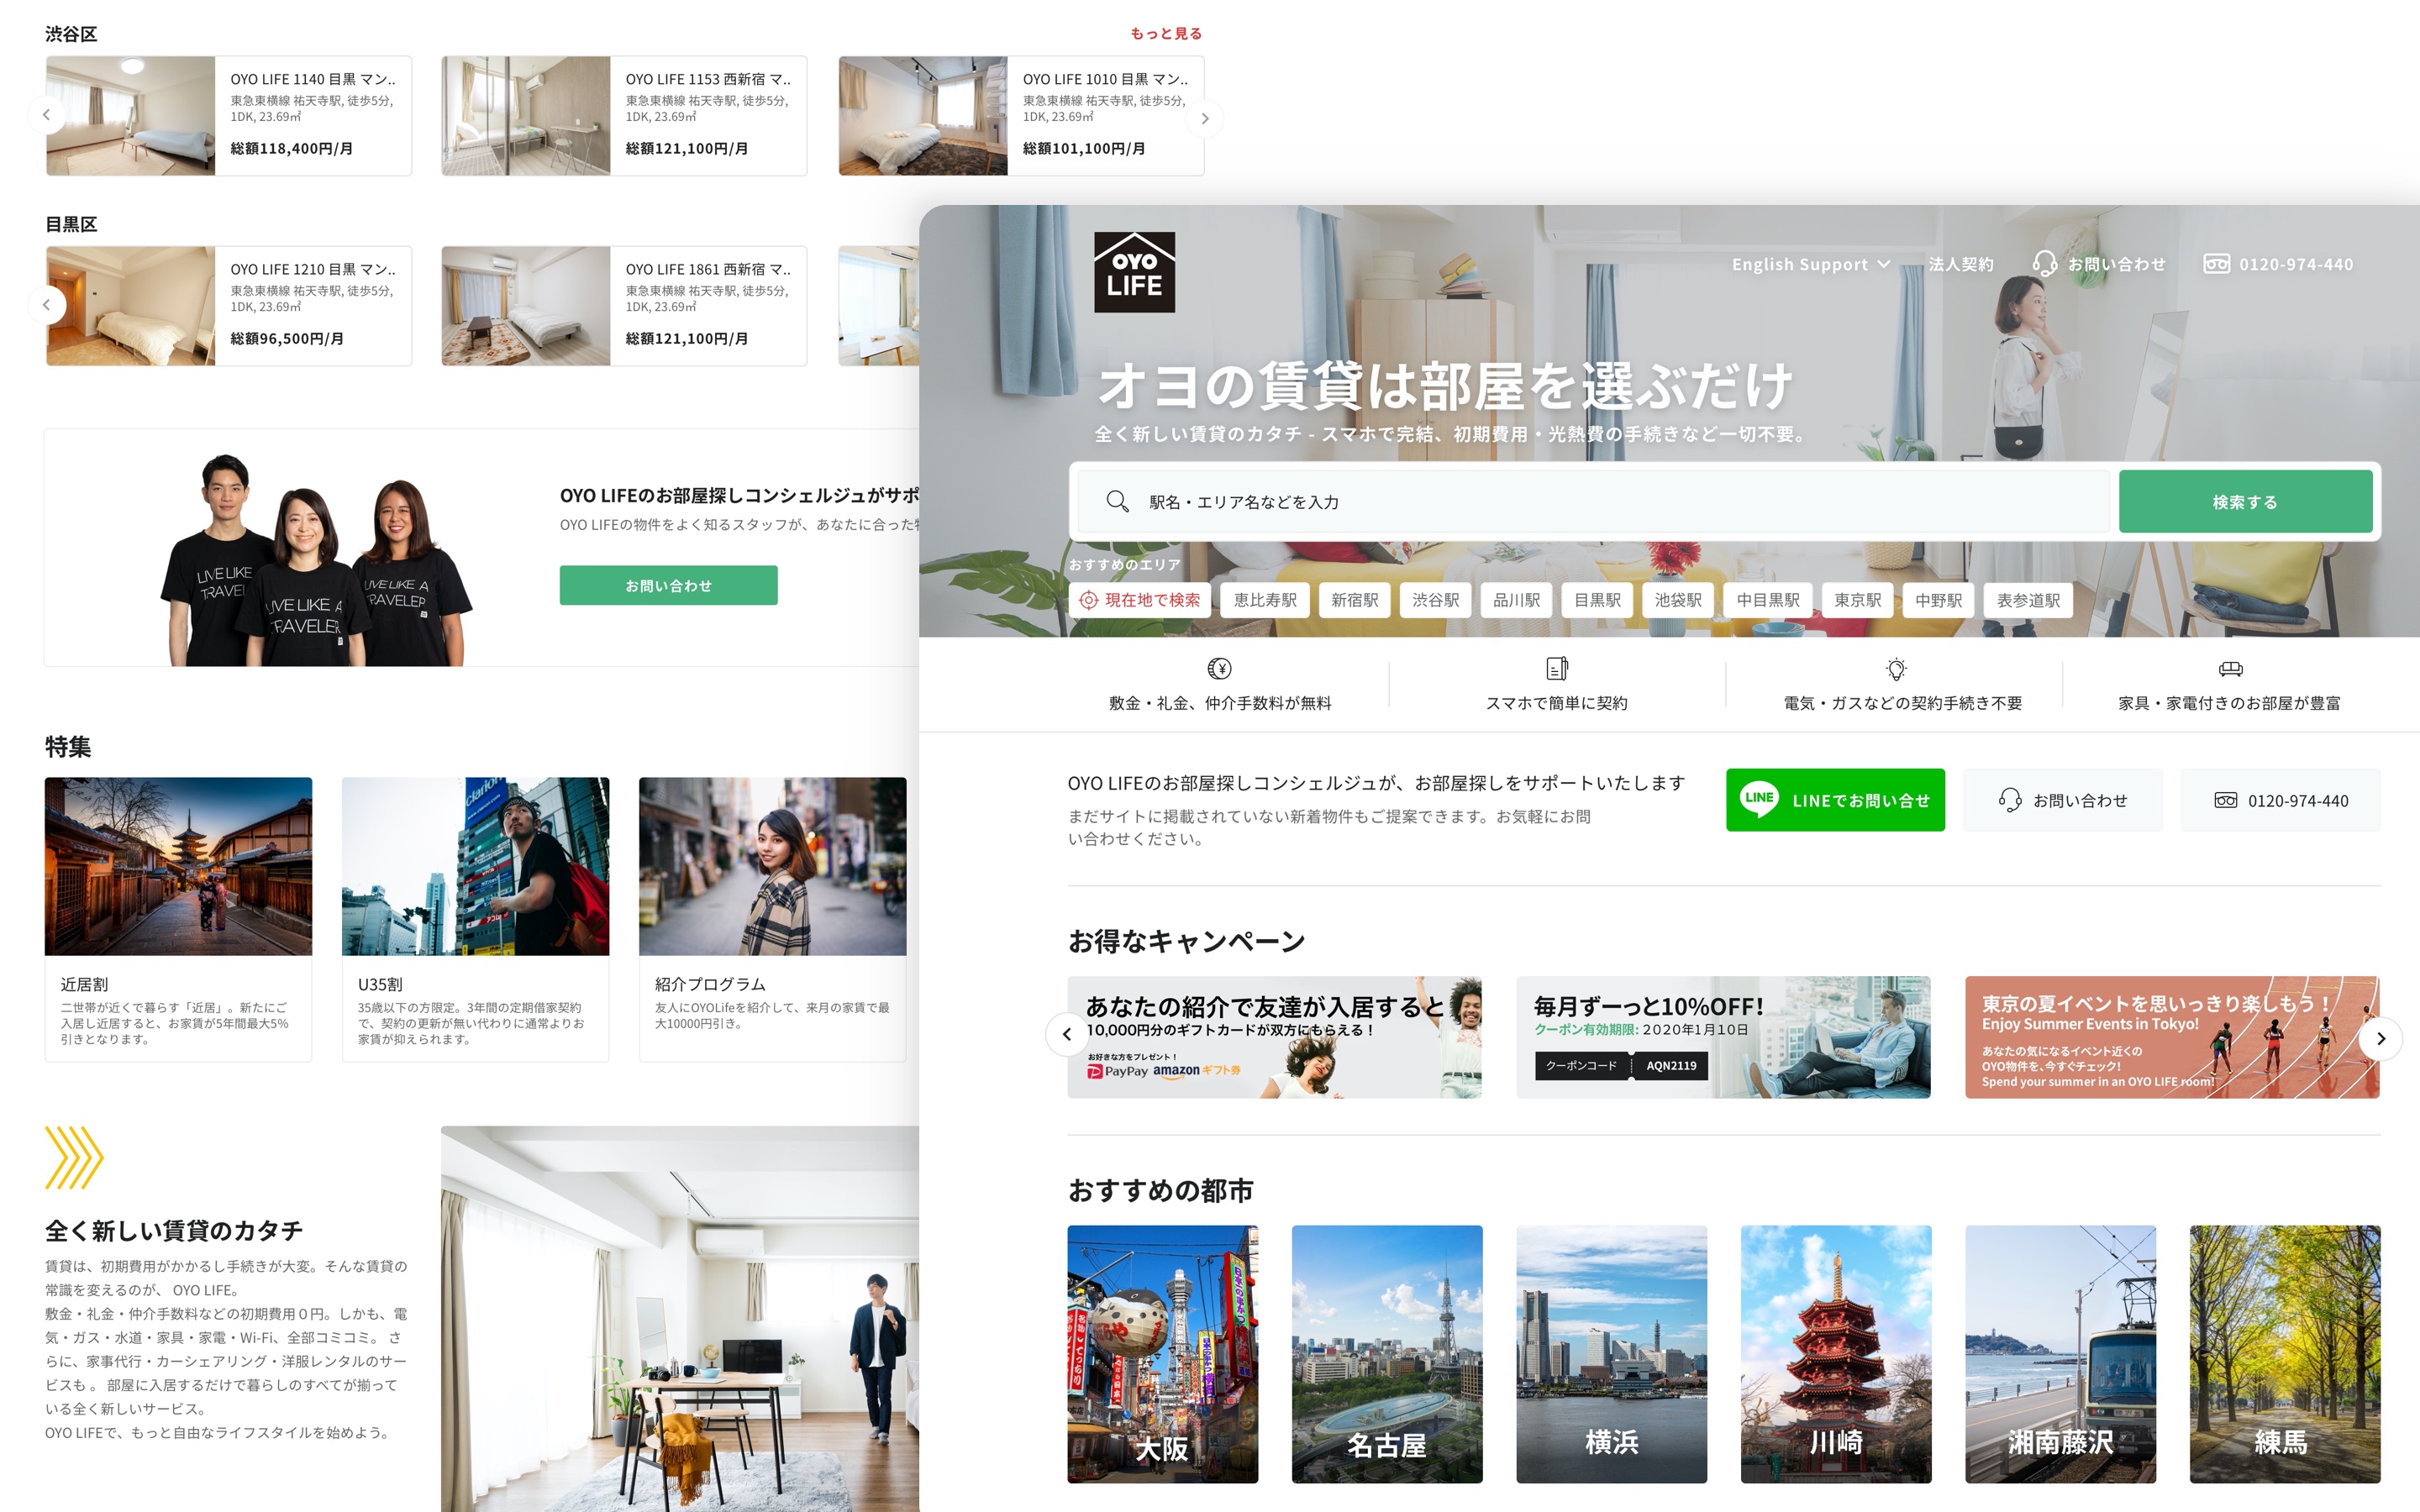 渋谷区
もっと見る
OYO LIFE 1140 目黒 マン..
東急東横線 祐天寺駅, 徒歩5分,
1DK, 23.69㎡
総額118,400円/月
OYO LIFE 1153 西新宿 マ..
東急東横線 祐天寺駅, 徒歩5分,
1DK, 23.69㎡
総額121,100円/月
OYO LIFE 1010 目黒 マン..
東急東横線 祐天寺駅, 徒歩5分,
1DK, 23.69㎡
総額101,100円/月
目黒区
OYO LIFE 1210 目黒 マン..
東急東横線 祐天寺駅, 徒歩5分,
1DK, 23.69㎡
総額96,500円/月
OYO LIFE 1861 西新宿 マ..
東急東横線 祐天寺駅, 徒歩5分,
1DK, 23.69㎡
総額121,100円/月
OYO LIFEのお部屋探しコンシェルジュがサポ
OYO LIFEの物件をよく知るスタッフが、あなたに合った
お問い合わせ
LIVE LIKE
TRAVEL
LIVE LIKE A
TRAVELER
LIVE LIKE A
TRAVELER
特集
近居割
二世帯が近くで暮らす「近居」。新たにご
入居し近居すると、お家賃が5年間最大5%
引きとなります。
U35割
35歳以下の方限定。3年間の定期借家契約
で、契約の更新が無い代わりに通常よりお
家賃が抑えられます。
紹介プログラム
友人にOYOLifeを紹介して、来月の家賃で最
大10000円引き。
全く新しい賃貸のカタチ
賃貸は、初期費用がかかるし手続きが大変。そんな賃貸の
常識を変えるのが、 OYO LIFE。
敷金・礼金・仲介手数料などの初期費用０円。しかも、電
気・ガス・水道・家具・家電・Wi-Fi、全部コミコミ。 さ
らに、家事代行・カーシェアリング・洋服レンタルのサー
ビスも 。 部屋に入居するだけで暮らしのすべてが揃って
いる全く新しいサービス。
OYO LIFEで、もっと自由なライフスタイルを始めよう。
OYO
LIFE
English Support
法人契約
お問い合わせ
0120-974-440
オヨの賃貸は部屋を選ぶだけ
全く新しい賃貸のカタチ - スマホで完結、初期費用・光熱費の手続きなど一切不要。
駅名・エリア名などを入力
検索する
おすすめのエリア
現在地で検索
恵比寿駅
新宿駅
渋谷駅
品川駅
目黒駅
池袋駅
中目黒駅
東京駅
中野駅
表参道駅
敷金・礼金、仲介手数料が無料
スマホで簡単に契約
電気・ガスなどの契約手続き不要
家具・家電付きのお部屋が豊富
OYO LIFEのお部屋探しコンシェルジュが、お部屋探しをサポートいたします
まだサイトに掲載されていない新着物件もご提案できます。お気軽にお問
い合わせください。
LINE
LINEでお問い合せ
お問い合わせ
0120-974-440
お得なキャンペーン
あなたの紹介で友達が入居すると
10,000円分のギフトカードが双方にもらえる！
お好きな方をプレゼント！
PayPay amazon ギフト券
毎月ずーっと10%OFF!
クーポン有効期限: 2020年1月10日
クーポンコード AQN2119
東京の夏イベントを思いっきり楽しもう！
Enjoy Summer Events in Tokyo!
あなたの気になるイベント近くの
OYO物件を、今すぐチェック！
Spend your summer in an OYO LIFE room!
おすすめの都市
大阪
名古屋
横浜
川崎
湘南藤沢
練馬